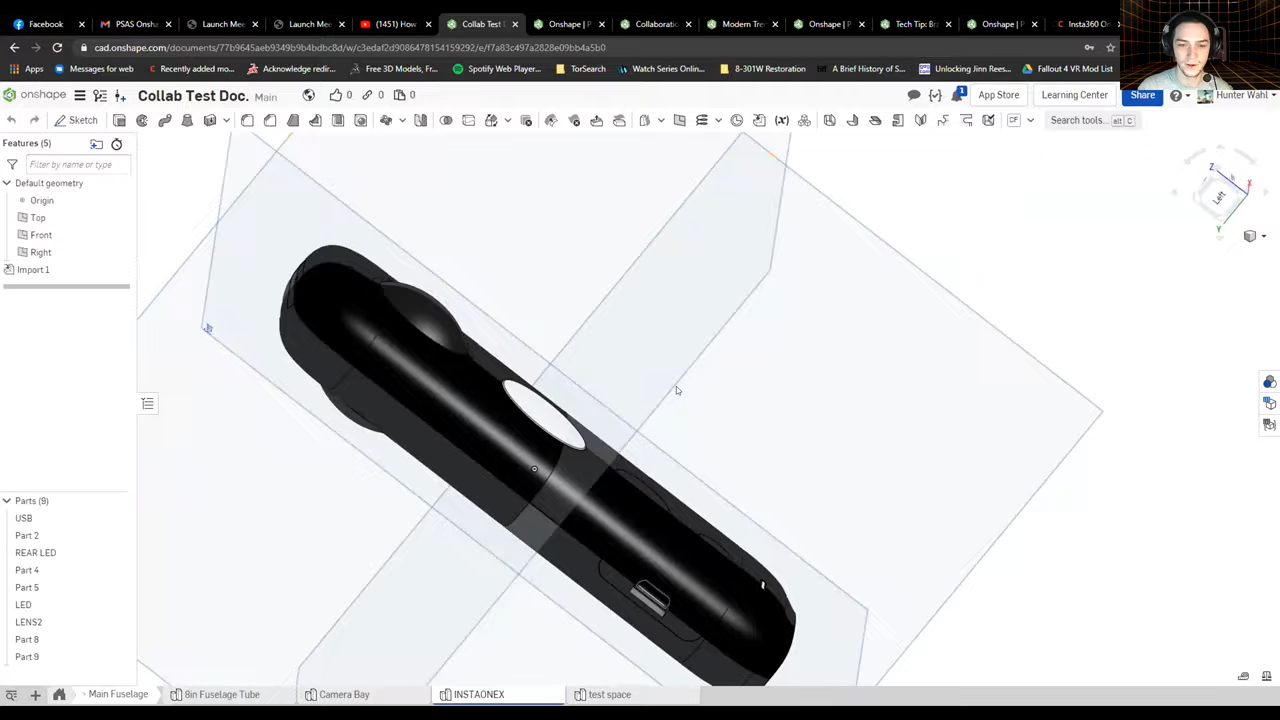 Facebook
PSAS Onsha
Launch Mee
Launch Mee
(1451) How
Collab Test D
Onshape | P
Collaboratio
Modern Tre
Onshape | P
Tech Tip: Bra
Onshape | P
Insta360 On
cad.onshape.com/documents/77b9645aeb9349b9b4bdbc8d/w/c3edaf2d9086478154159292/e/f7a83c497a2828e09bb4a5b0
Apps
Messages for web
Recently added mo...
Acknowledge redir...
Free 3D Models, Fr...
Spotify Web Player...
TorSearch
Watch Series Onlin...
8-301W Restoration
A Brief History of S...
Unlocking Jinn Rees...
Fallout 4 VR Mod List
onshape
Collab Test Doc.
Main
0
0
0
1
App Store
Learning Center
Share
Hunter Wahl
Sketch
Search tools...
alt C
Features (5)
Filter by name or type
Default geometry
Origin
Top
Front
Right
Import 1
Z
X
Left
Y
Parts (9)
USB
Part 2
REAR LED
Part 4
Part 5
LED
LENS2
Part 8
Part 9
Main Fuselage
8in Fuselage Tube
Camera Bay
INSTAONEX
test space